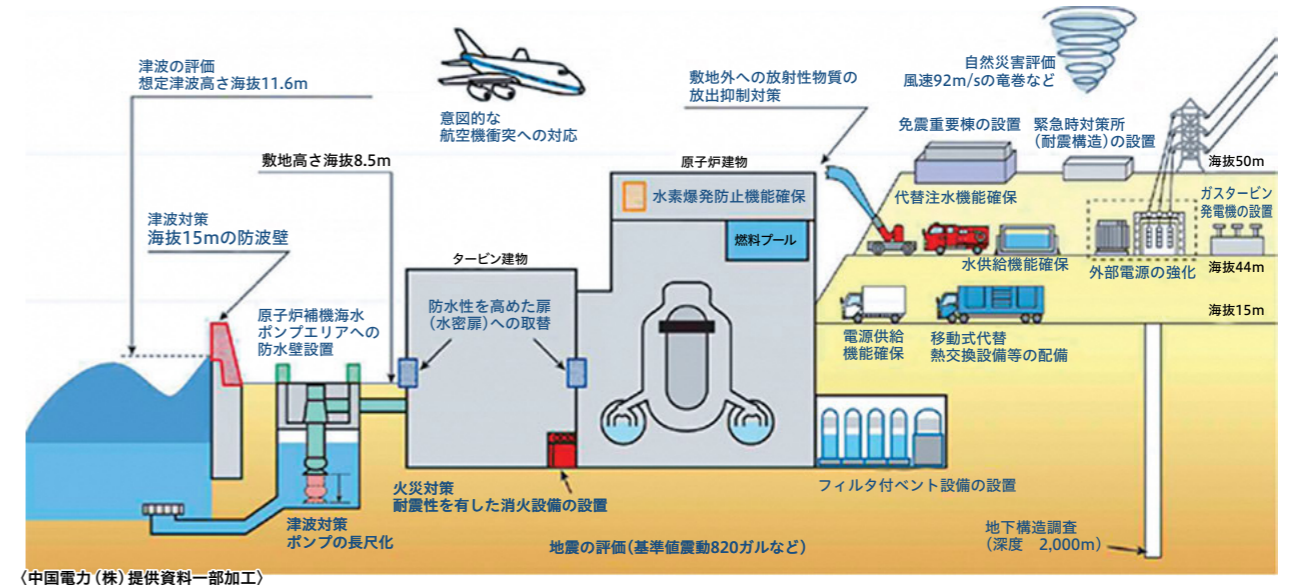 津波の評価
想定津波高さ海抜11.6m
意図的な
航空機衝突への対応
敷地外への放射性物質の
放出抑制対策
自然災害評価
風速92m/sの竜巻など
免震重要棟の設置
緊急時対策所
（耐震構造）の設置
敷地高さ海抜8.5m
原子炉建物
海抜50m
水素爆発防止機能確保
代替注水機能確保
ガスタービン
発電機の設置
津波対策
海抜15mの防波壁
燃料プール
タービン建物
水供給機能確保
外部電源の強化
海抜44m
原子炉補機海水
ポンプエリアへの
防水壁設置
防水性を高めた扉
（水密扉）への取替
海抜15m
電源供給
機能確保
移動式代替
熱交換設備等の配備
火災対策
耐震性を有した消火設備の設置
フィルタ付ベント設備の設置
津波対策
ポンプの長尺化
地震の評価（基準値震動820ガルなど）
地下構造調査
（深度　2,000m）
〈中国電力（株）提供資料一部加工〉